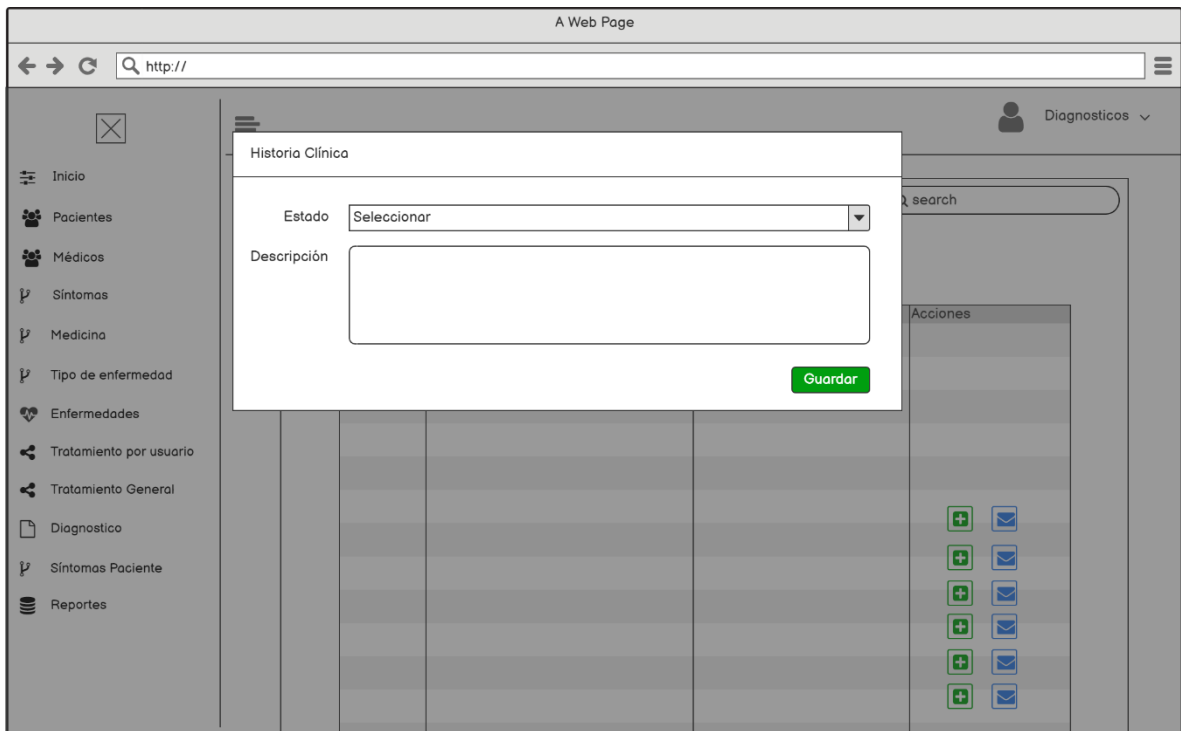 A Web Page
http://
Diagnosticos
Historia Clínica
Inicio
search
Estado
Seleccionar
Pacientes
Descripción
Médicos
Síntomas
Acciones
Medicina
Tipo de enfermedad
Guardar
Enfermedades
Tratamiento por usuario
Tratamiento General
Diagnostico
Síntomas Paciente
Reportes